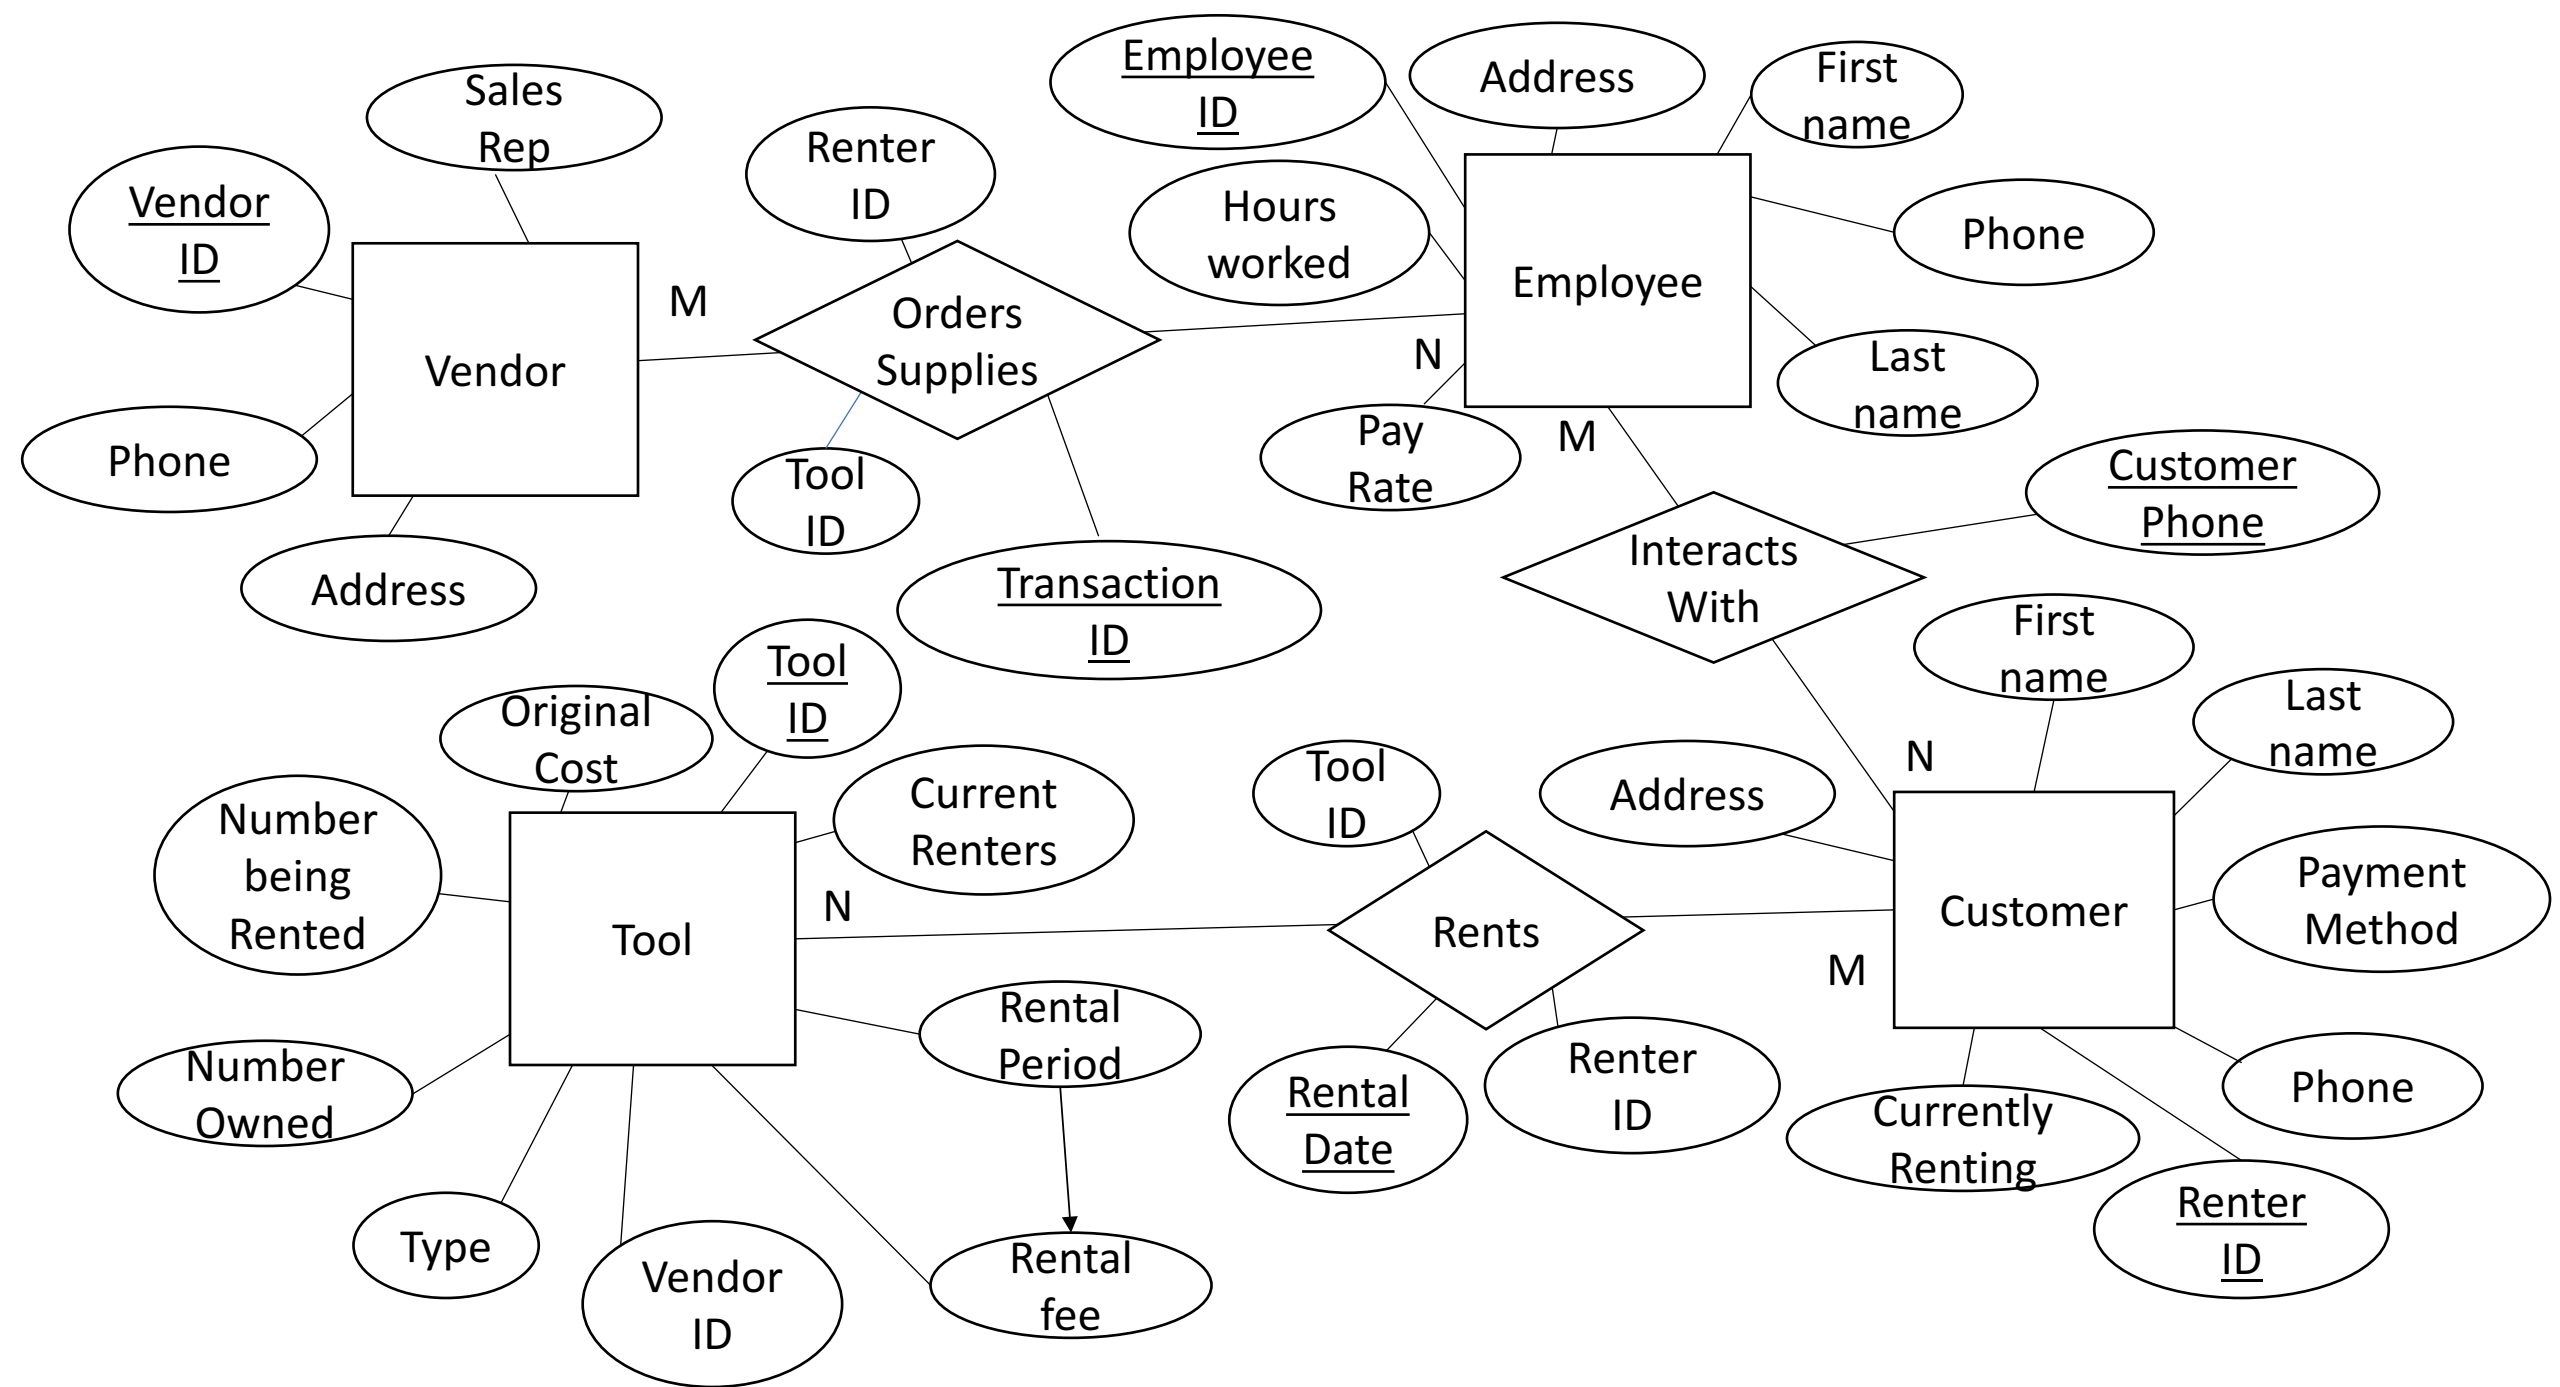 Sales
Rep
Vendor
ID
Vendor
Phone
Address
M
Renter
ID
Orders
Supplies
Tool
ID
Transaction
ID
Employee
ID
Address
First
name
Hours
worked
Employee
Phone
Last
name
N
Pay
Rate
M
Interacts
With
Customer
Phone
N
First
name
Last
name
Address
Customer
Payment
Method
Phone
Currently
Renting
Renter
ID
M
Tool
ID
Rents
Rental
Date
Renter
ID
N
Original
Cost
Tool
ID
Current
Renters
Number
being
Rented
Tool
Number
Owned
Type
Vendor
ID
Rental
Period
Rental
fee